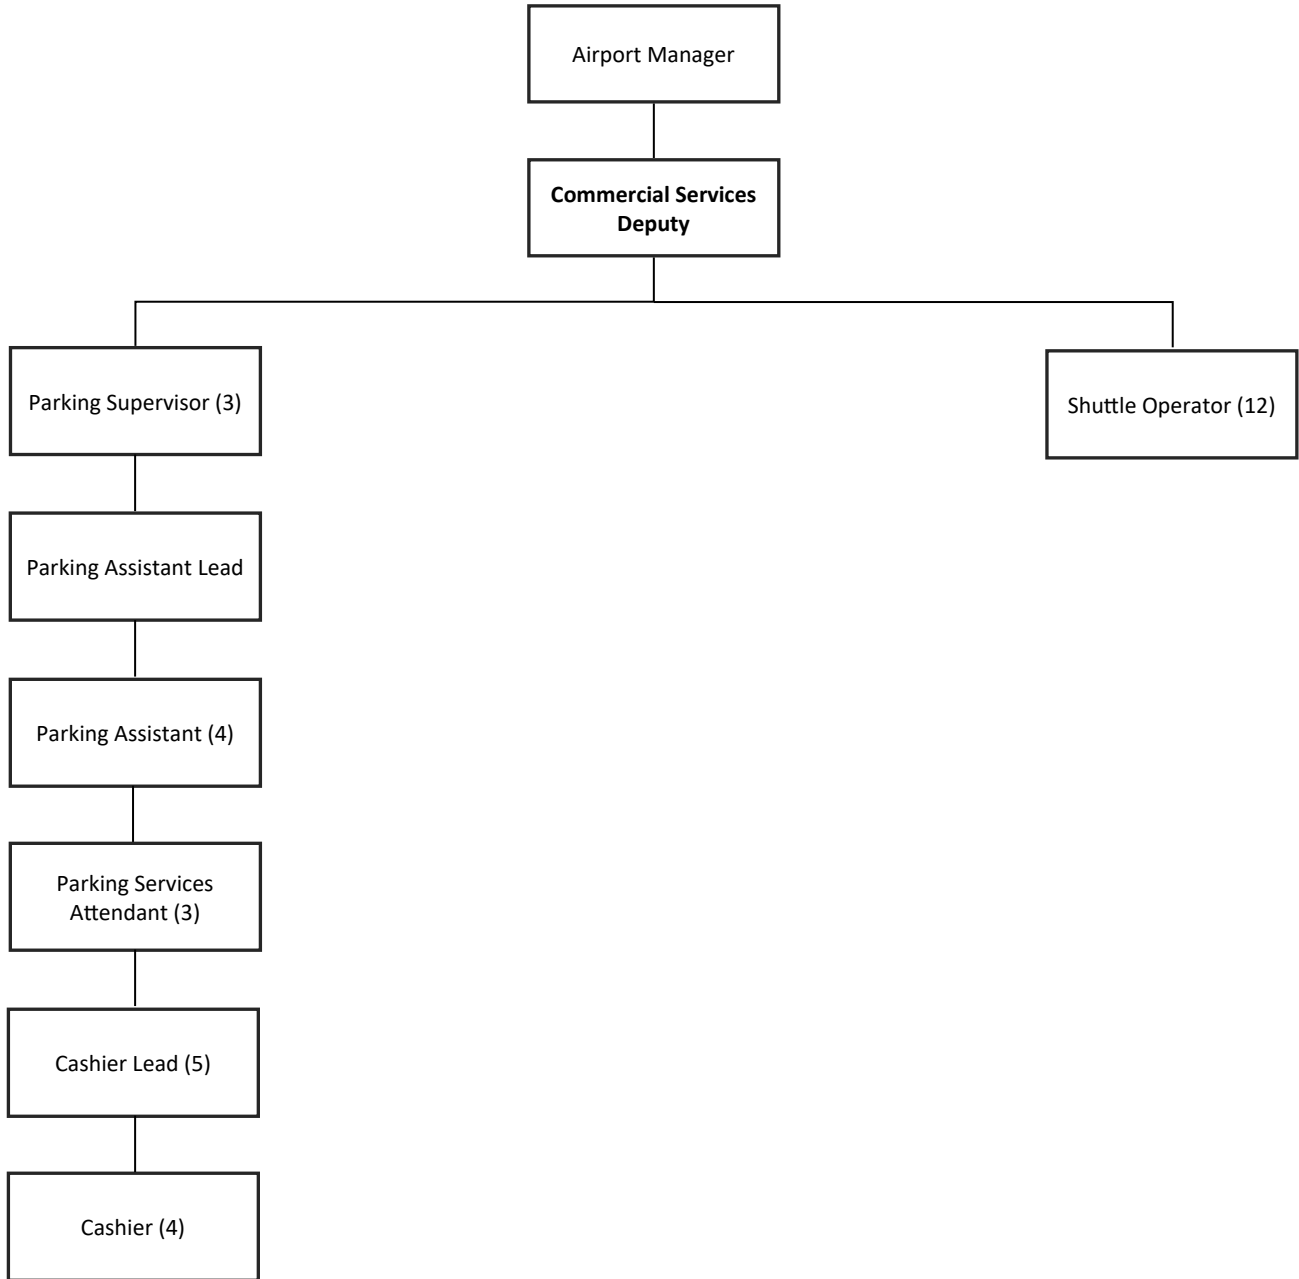 Airport Manager
Commercial Services
Deputy
Parking Supervisor (3)
Shuttle Operator (12)
Parking Assistant Lead
Parking Assistant (4)
Parking Services
Attendant (3)
Cashier Lead (5)
Cashier (4)